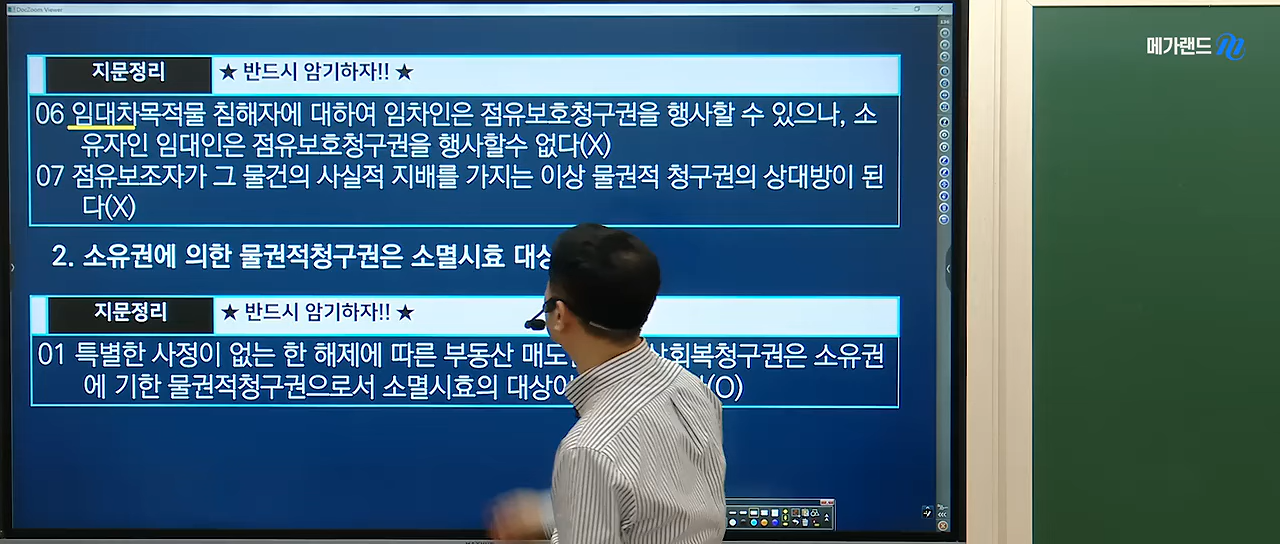 DocZoom Viewer
메가랜드
지문정리 ★ 반드시 암기하자!! ★
06 임대차목적물 침해자에 대하여 임차인은 점유보호청구권을 행사할 수 있으나, 소
유자인 임대인은 점유보호청구권을 행사할수 없다(X)
07 점유보조자가 그 물건의 사실적 지배를 가지는 이상 물권적 청구권의 상대방이 된
다(X)
2. 소유권에 의한 물권적청구권은 소멸시효 대상
지문정리 ★ 반드시 암기하자!! ★
01 특별한 사정이 없는 한 해제에 따른 부동산 매도 소유권
에 기한 물권적청구권으로서 소멸시효의 대상이 (O)